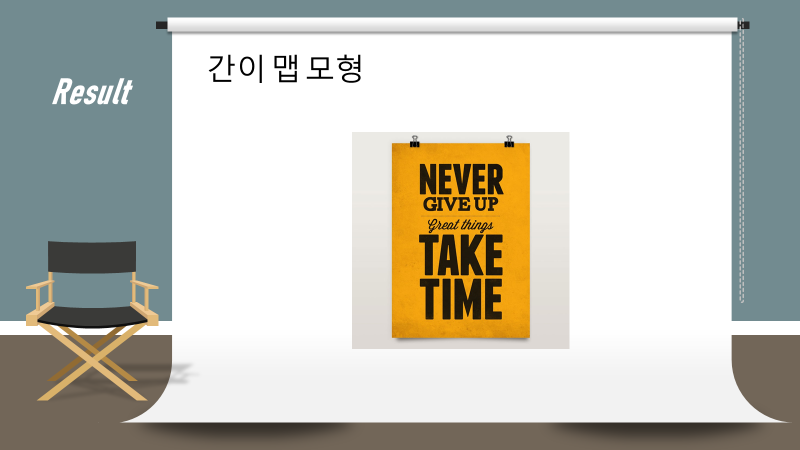 Result
간이 맵 모형
NEVER
GIVE UP
Great things
TAKE
TIME